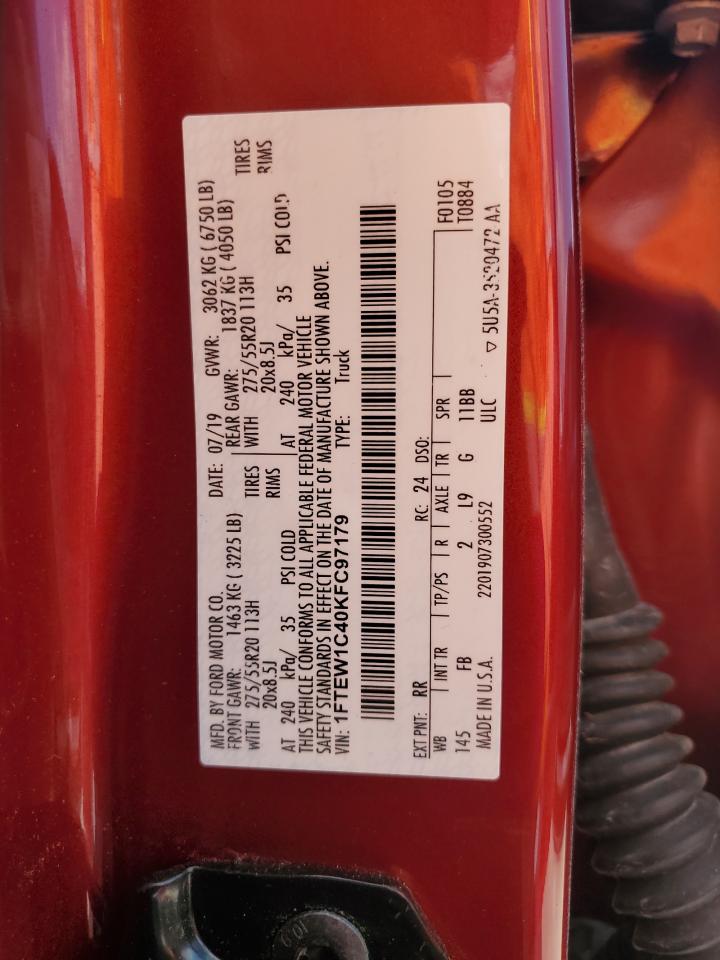 MFD. BY FORD MOTOR CO. DATE: 07/19 GVWR: 3062 KG ( 6750 LB)
FRONT GAWR: 1463 KG ( 3225 LB) REAR GAWR: 1837 KG ( 4050 LB)
WITH 275/55R20 113H TIRES WITH 275/55R20 113H TIRES
20x8.5J RIMS 20x8.5J RIMS
AT 240 kPa/ 35 PSI COLD AT 240 kPa/ 35 PSI COLD
THIS VEHICLE CONFORMS TO ALL APPLICABLE FEDERAL MOTOR VEHICLE
SAFETY STANDARDS IN EFFECT ON THE DATE OF MANUFACTURE SHOWN ABOVE.
VIN: 1FTEW1C40KFC97179 TYPE: Truck
EXT PNT: RR RC: 24 DSO: F0105
WB INT TR TP/PS R AXLE TR SPR T0884
145 FB 2 L9 G 11BB
MADE IN U.S.A. 2201907300552 ULC ▽ 5U5A-3520472 AA